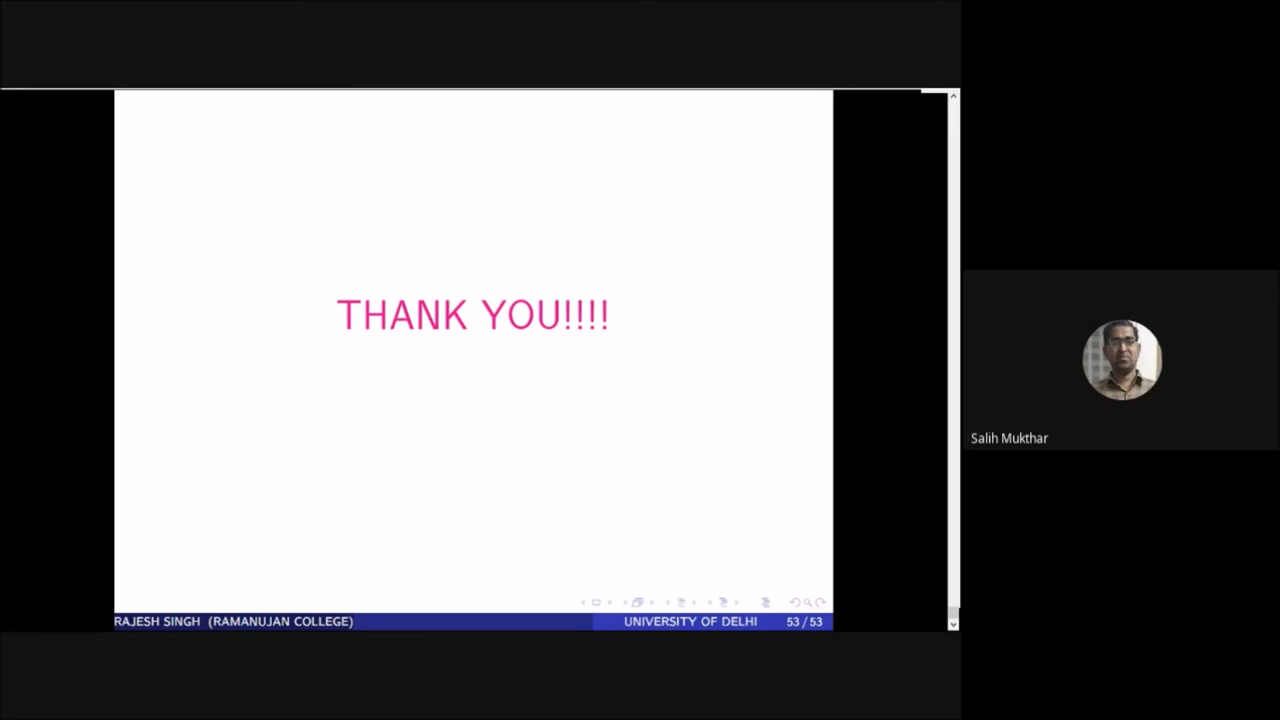 THANK YOU!!!!
RAJESH SINGH (RAMANUJAN COLLEGE) UNIVERSITY OF DELHI 53 / 53
Salih Mukthar